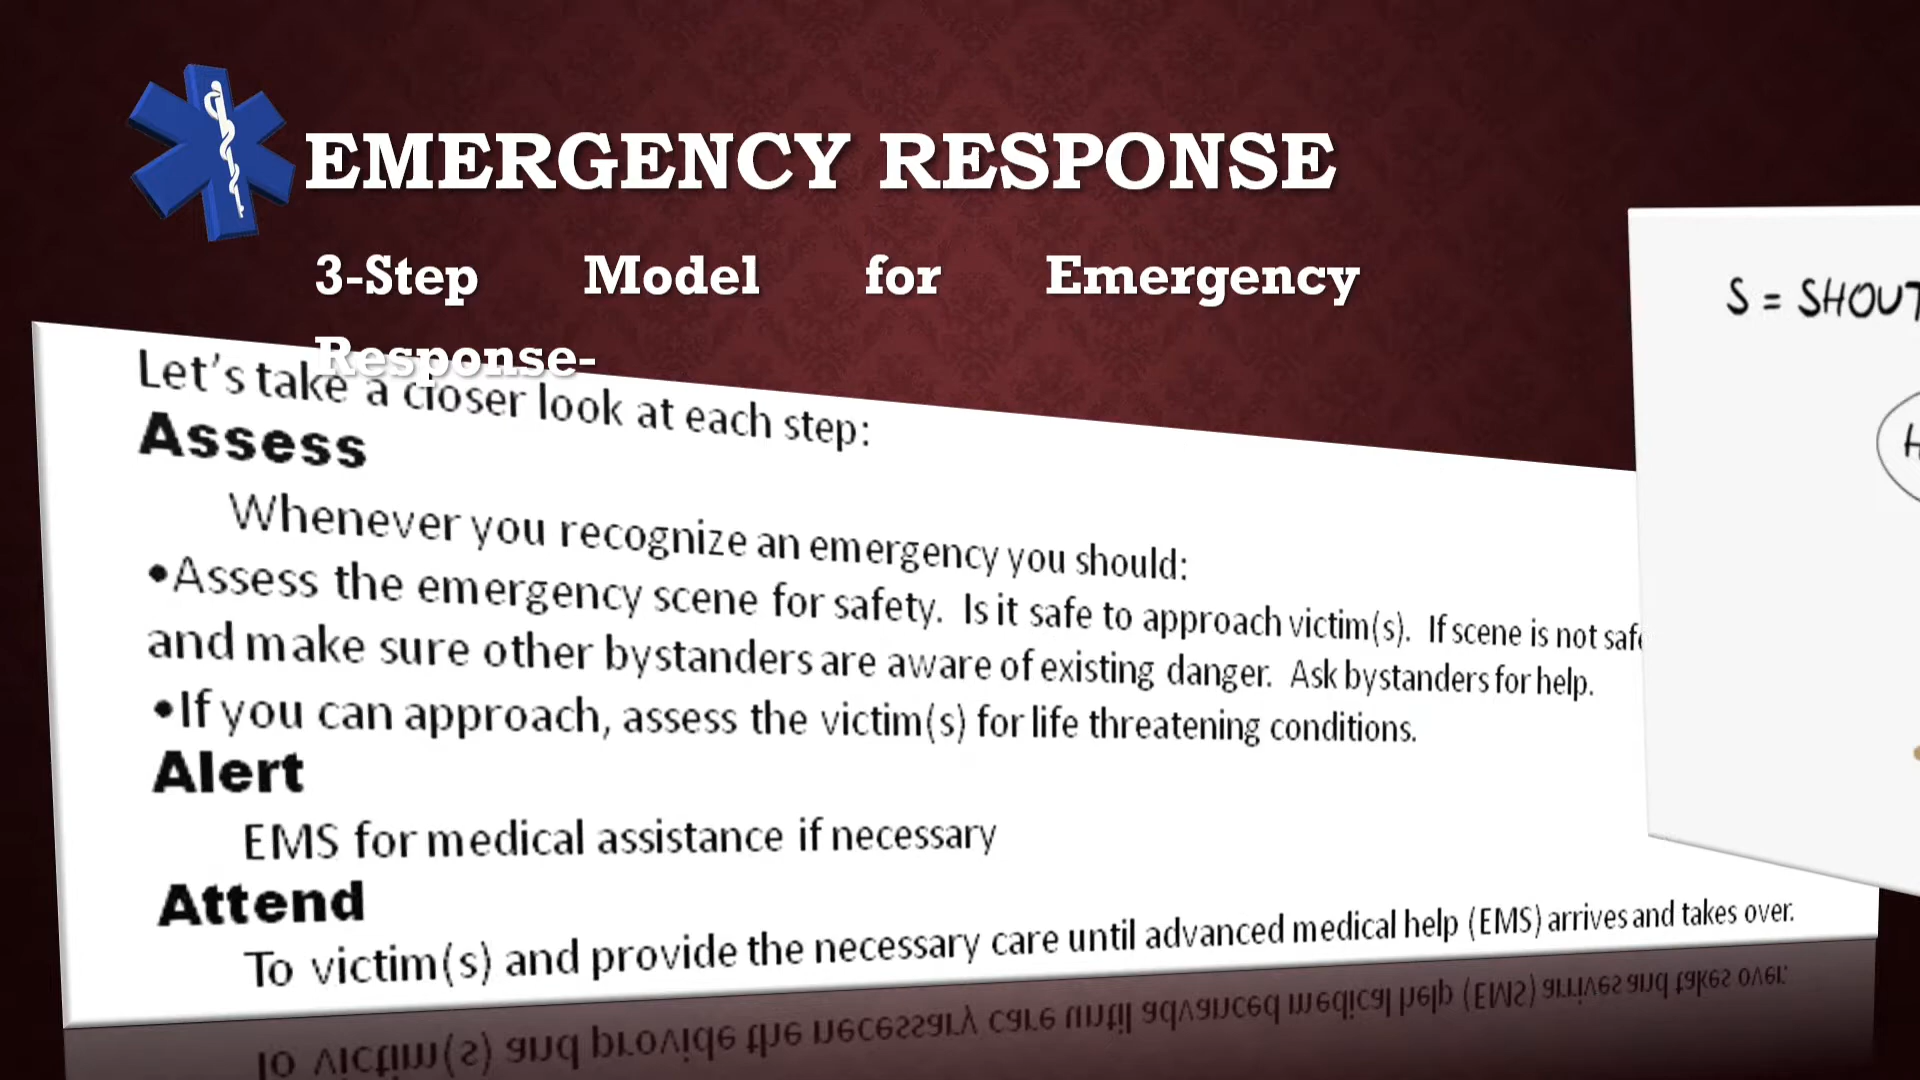 EMERGENCY RESPONSE
3-Step Model for Emergency
Response-
Let's take a closer look at each step:
Assess
Whenever you recognize an emergency you should:
•Assess the emergency scene for safety. Is it safe to approach victim(s). If scene is not safe
and make sure other bystanders are aware of existing danger. Ask bystanders for help.
•If you can approach, assess the victim(s) for life threatening conditions.
Alert
EMS for medical assistance if necessary
Attend
To victim(s) and provide the necessary care until advanced medical help (EMS) arrives and takes over.
S = SHOUT
H